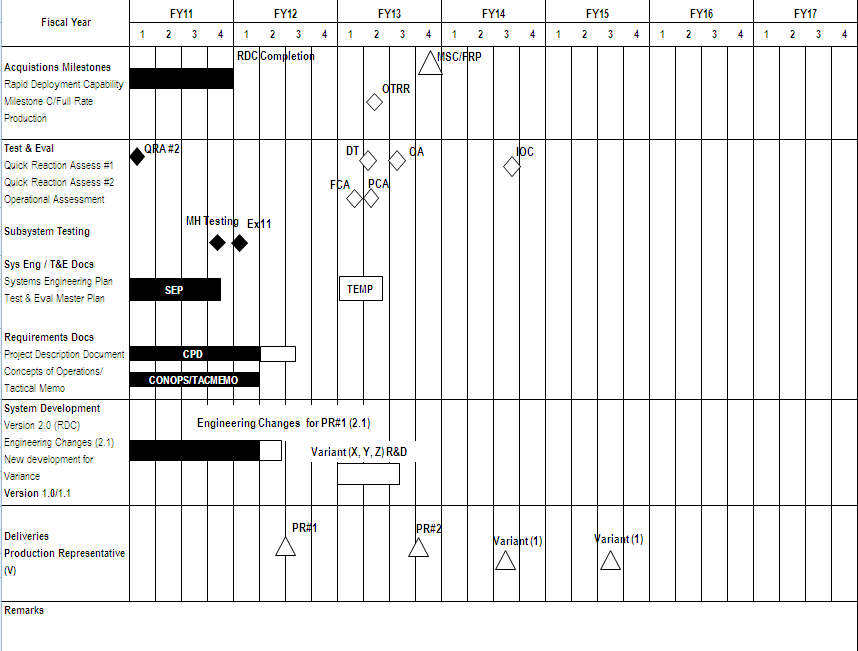 Fiscal Year FY11 FY12 FY13 FY14 FY15 FY16 FY17
1 2 3 4 1 2 3 4 1 2 3 4 1 2 3 4 1 2 3 4 1 2 3 4 1 2 3 4
RDC Completion MSC/FRP
Acquistions Milestones
Rapid Deployment Capability
OTRR
Milestone C/Full Rate
Production
Test & Eval QRA #2 DT OA IOC
Quick Reaction Assess #1
Quick Reaction Assess #2 FCA PCA
Operational Assessment
MH Testing Ex11
Subsystem Testing
Sys Eng / T&E Docs
Systems Engineering Plan SEP TEMP
Test & Eval Master Plan
Requirements Docs
Project Description Document CPD
Concepts of Operations/
CONOPS/TACMEMO
Tactical Memo
System Development
Version 2.0 (RDC) Engineering Changes for PR#1 (2.1)
Engineering Changes (2.1)
New development for Variant (X, Y, Z) R&D
Variance
Version 1.0/1.1
PR#1 PR#2
Deliveries Variant (1) Variant (1)
Production Representative
(V)
Remarks